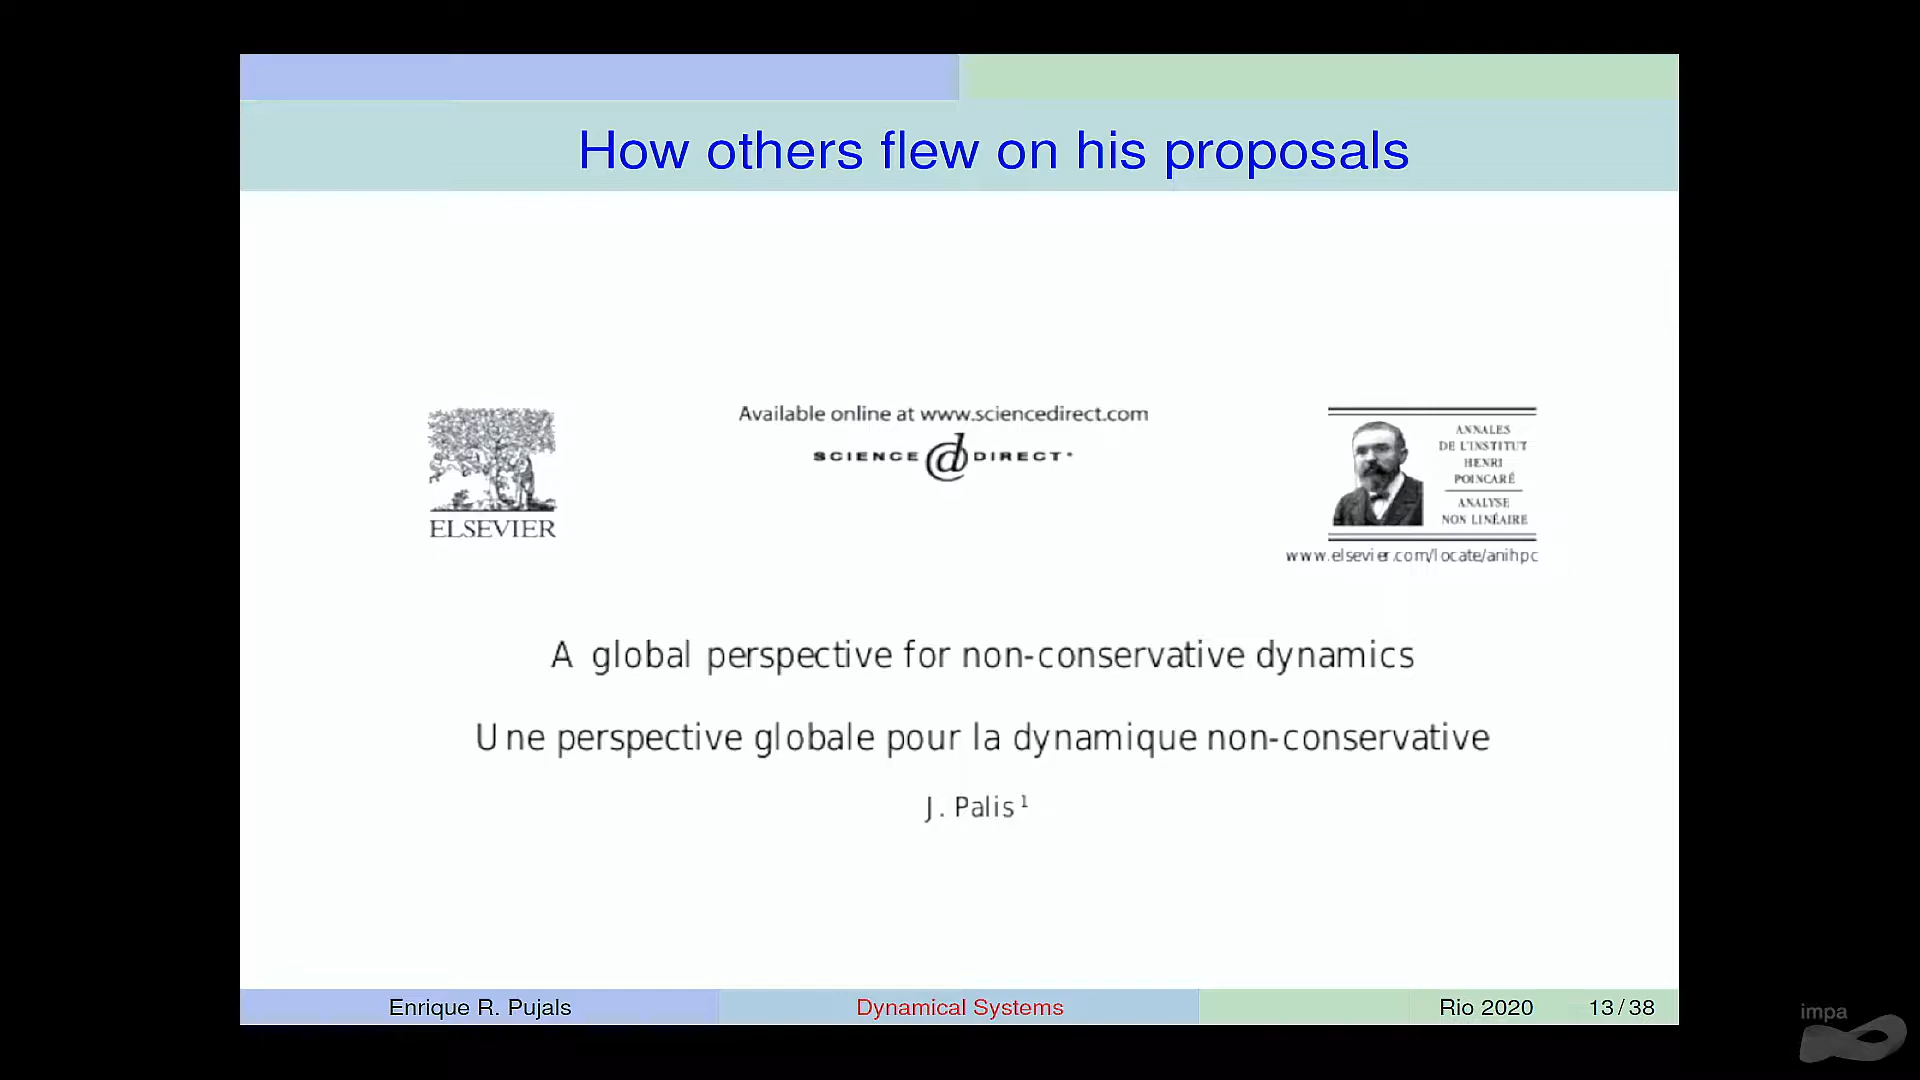 How others flew on his proposals
Available online at www.sciencedirect.com
SCIENCE d DIRECT®
ELSEVIER
ANNALES
DE L'INSTITUT
HENRI
POINCARÉ
ANALYSE
NON LINÉAIRE
www.elsevier.com/locate/anihpc
A global perspective for non-conservative dynamics
Une perspective globale pour la dynamique non-conservative
J. Palis 1
Enrique R. Pujals
Dynamical Systems
Rio 2020 13/38
impa